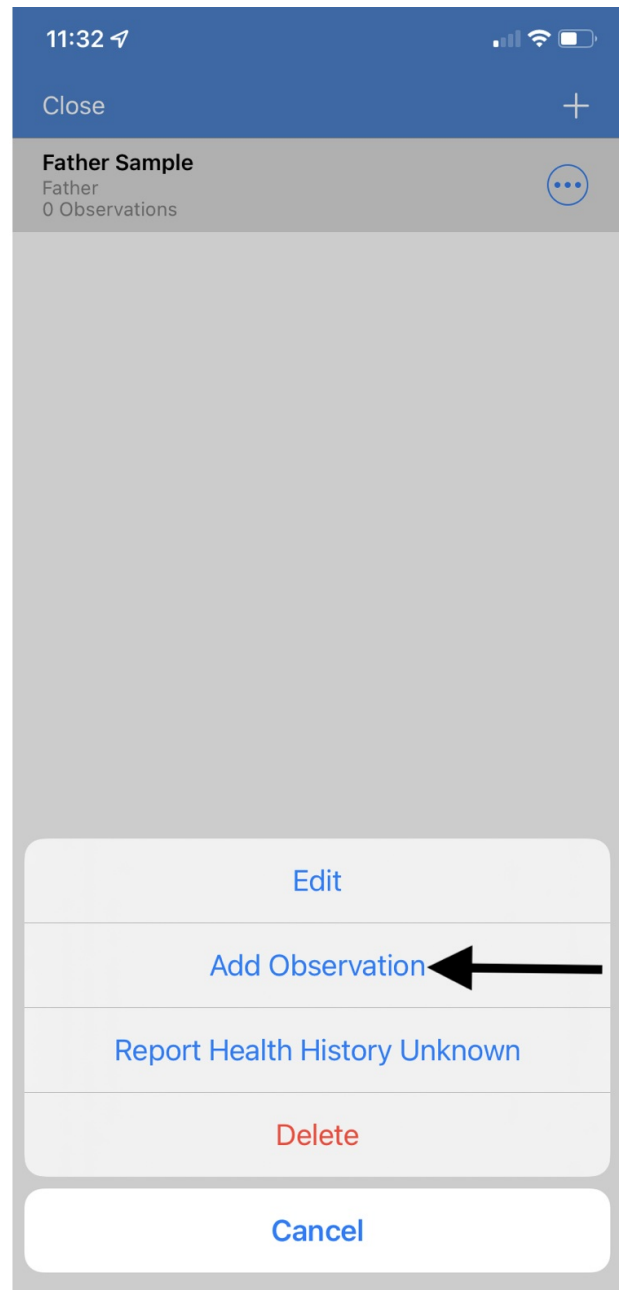 11:32
Close
Father Sample
Father
0 Observations
Edit
Add Observation
Report Health History Unknown
Delete
Cancel